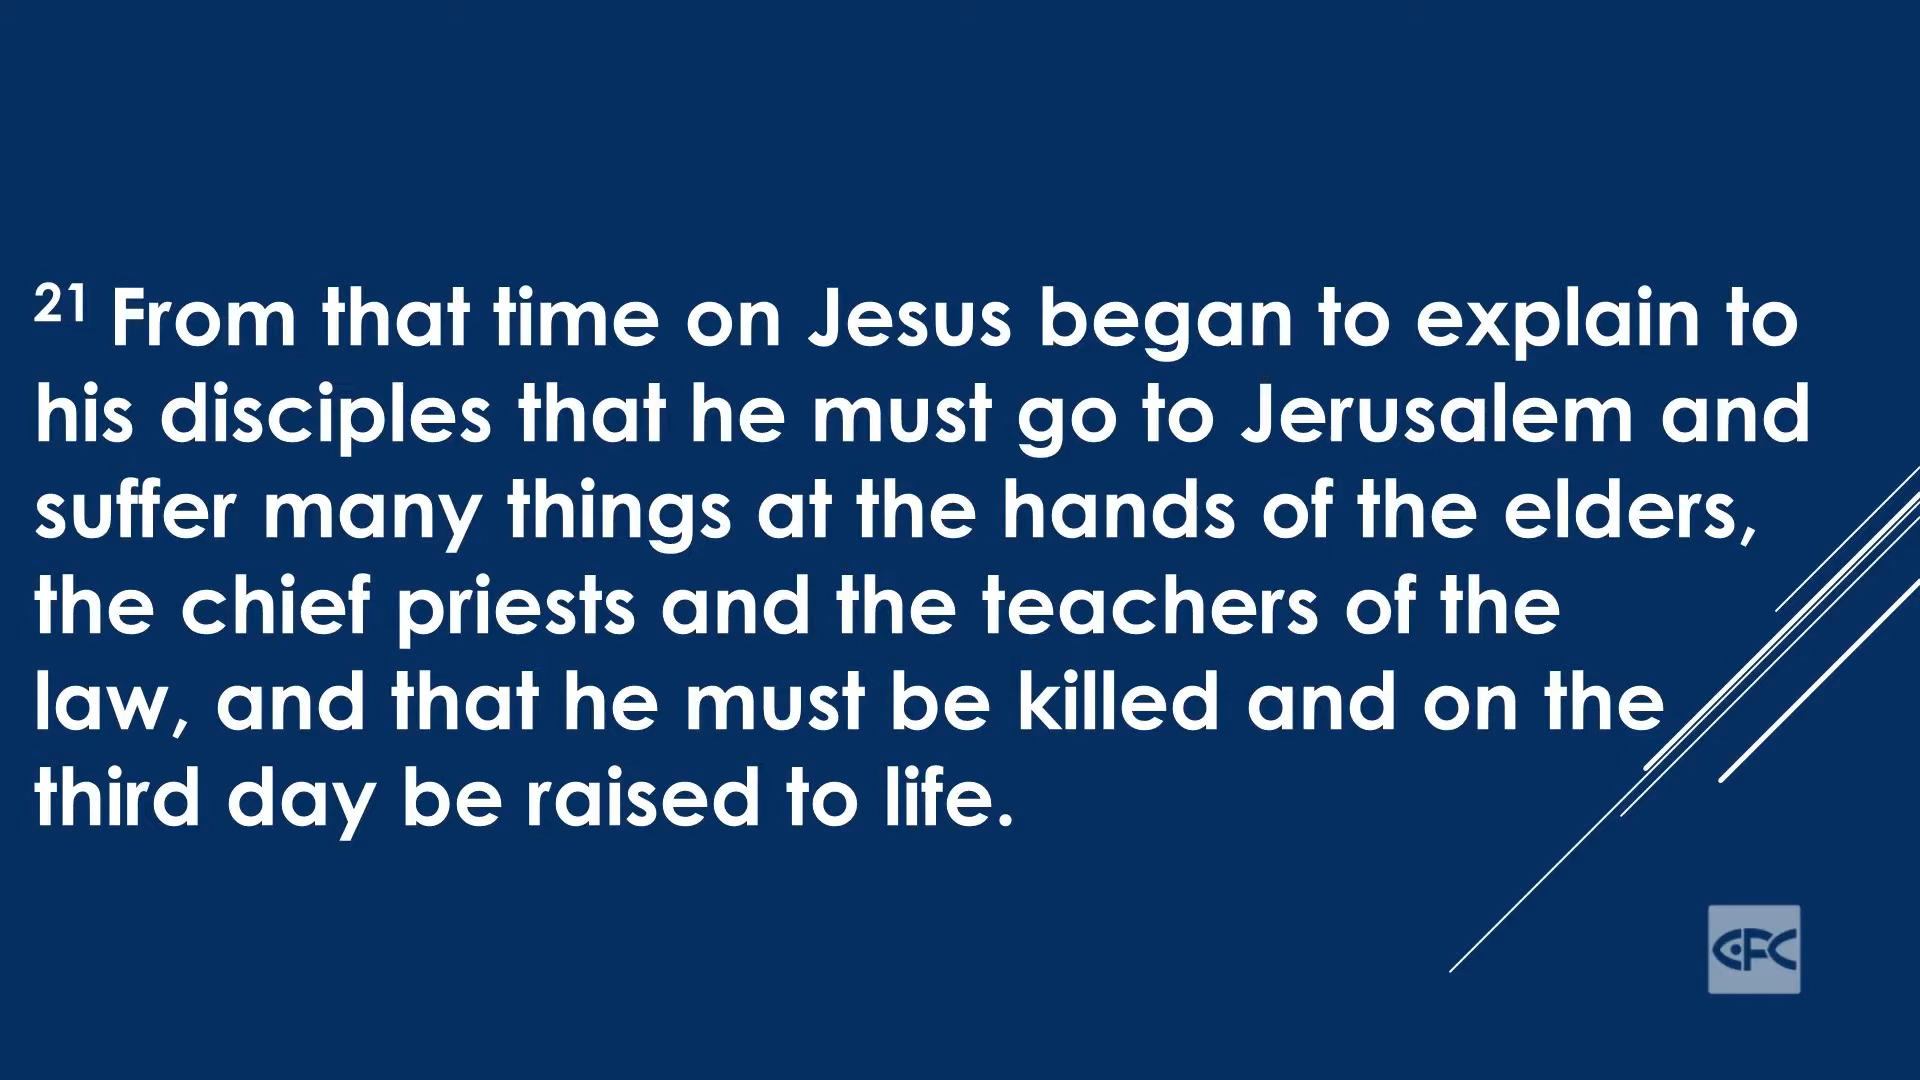 21 From that time on Jesus began to explain to
his disciples that he must go to Jerusalem and
suffer many things at the hands of the elders,
the chief priests and the teachers of the
law, and that he must be killed and on the
third day be raised to life.
CFC